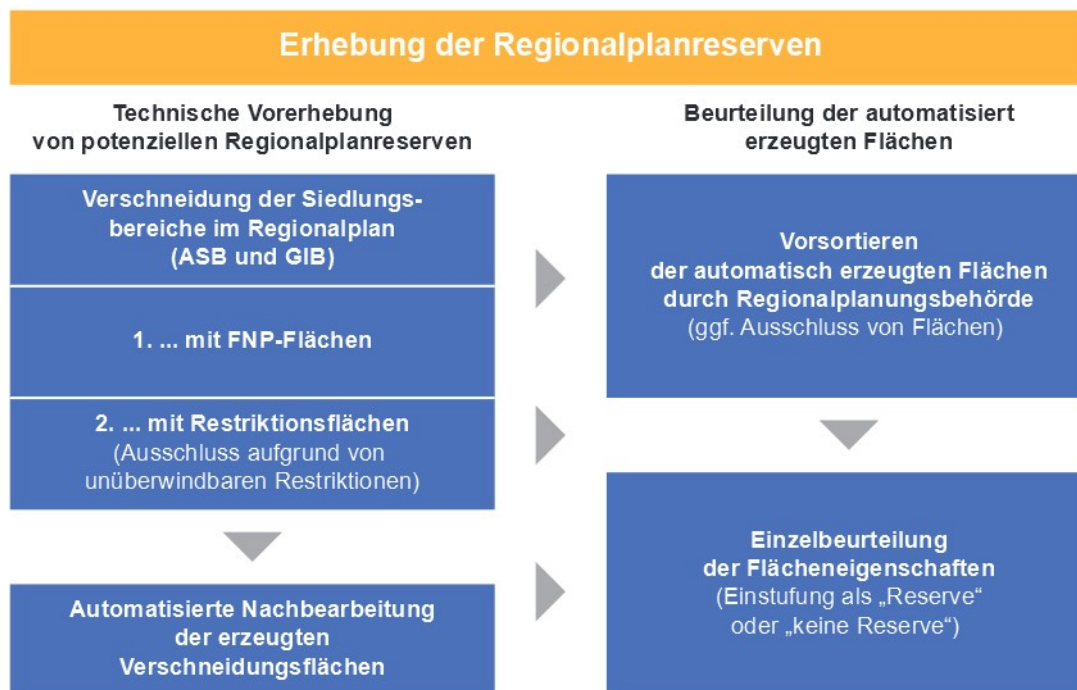 Erhebung der Regionalplanreserven
Technische Vorerhebung
von potenziellen Regionalplanreserven
Verschneidung der Siedlungs-
bereiche im Regionalplan
(ASB und GIB)
1. ... mit FNP-Flächen
2. ... mit Restriktionsflächen
(Ausschluss aufgrund von
unüberwindbaren Restriktionen)
Automatisierte Nachbearbeitung
der erzeugten
Verschneidungsflächen
Beurteilung der automatisiert
erzeugten Flächen
Vorsortieren
der automatisch erzeugten Flächen
durch Regionalplanungsbehörde
(ggf. Ausschluss von Flächen)
Einzelbeurteilung
der Flächeneigenschaften
(Einstufung als „Reserve“
oder „keine Reserve“)